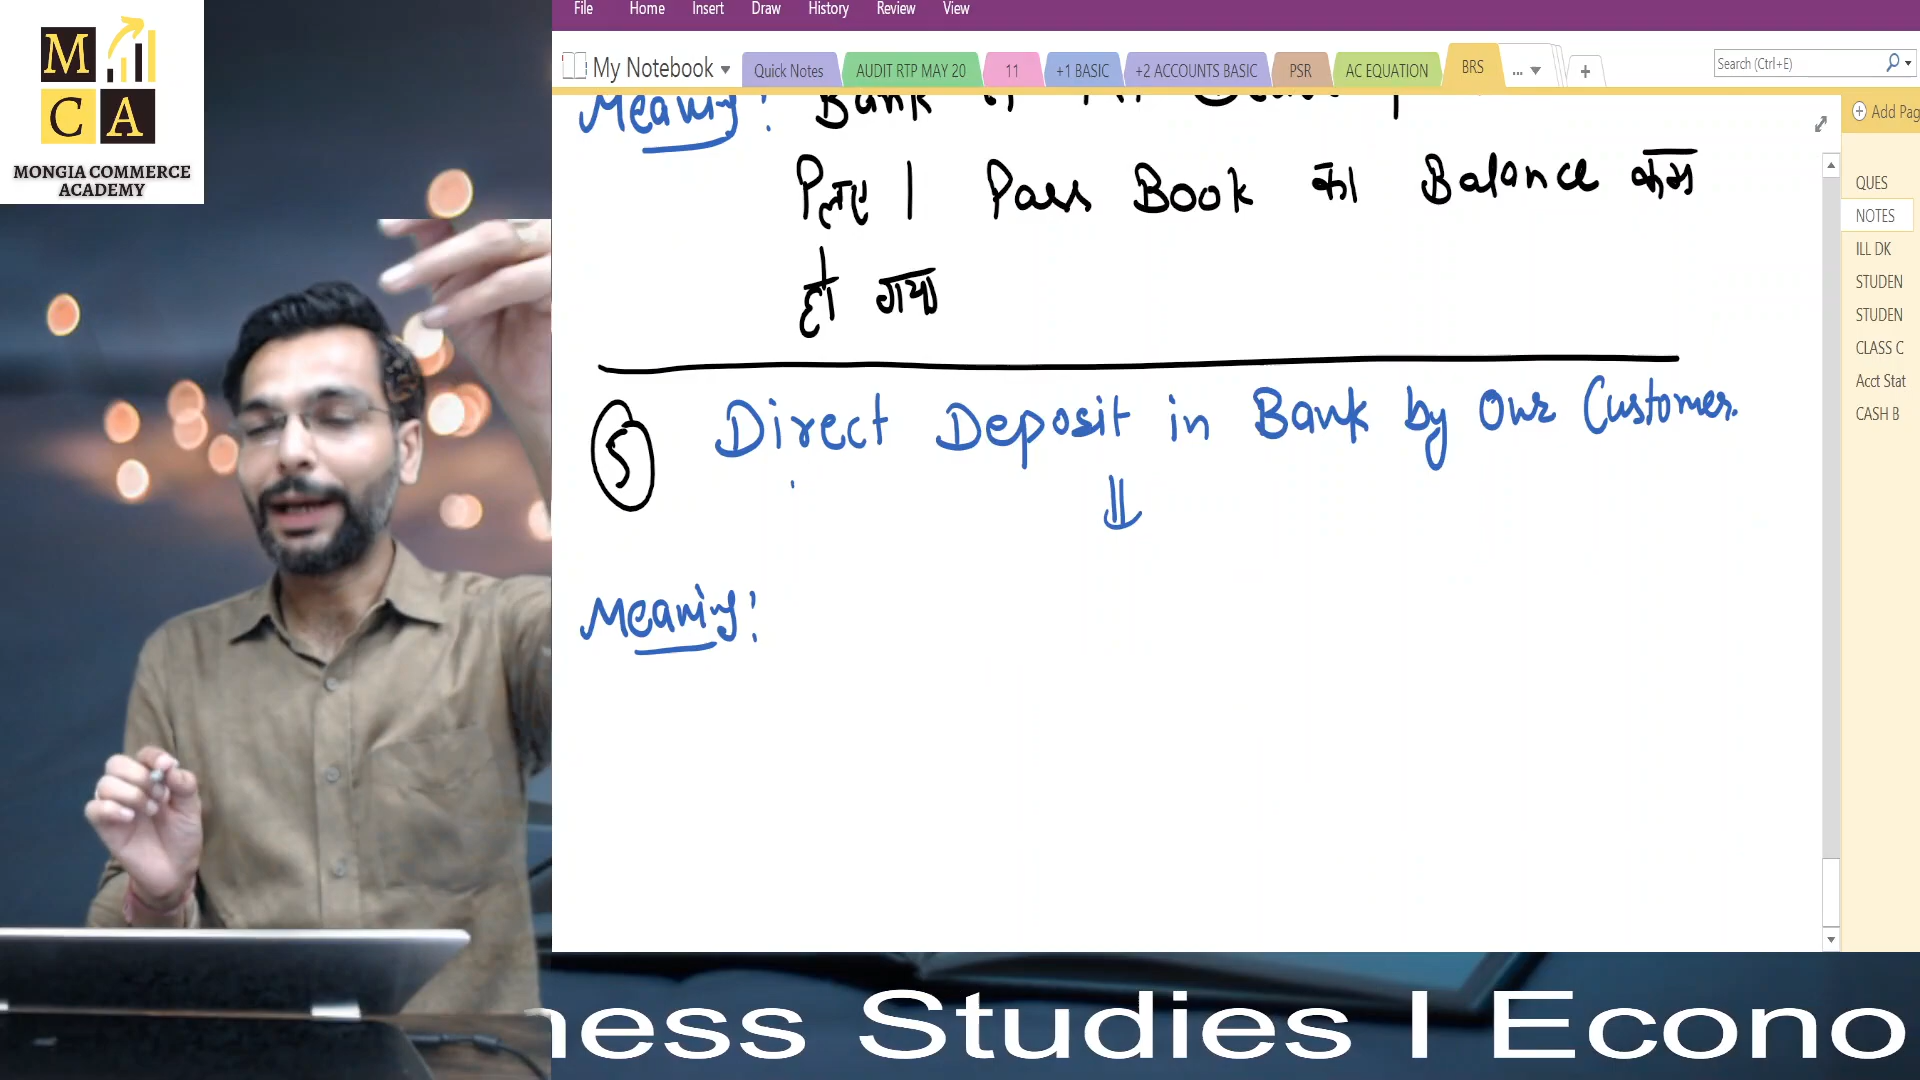 M
C A
MONGIA COMMERCE
ACADEMY
File Home Insert Draw History Review View
My Notebook Quick Notes AUDIT RTP MAY 20 11 +1 BASIC +2 ACCOUNTS BASIC PSR AC EQUATION BRS ... + Search (Ctrl+E)
Add Pag
QUES
NOTES
ILL DK
STUDEN
STUDEN
CLASS C
Acct Stat
CASH B
Meaning: Bank
लिए | Pass Book का Balance कम
हो गया
5 Direct Deposit in Bank by Our Customer.
Meaning:
ness Studies I Econo